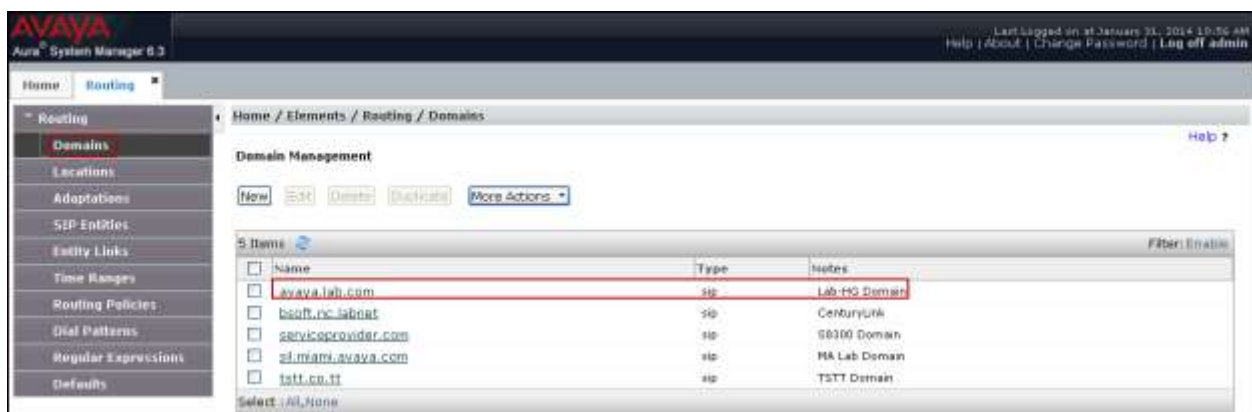 AVAYA
Aura® System Manager 6.3
Last Logged on at January 31, 2014 10:56 AM
Help | About | Change Password | Log off admin
Home Routing ×
Routing
Domains
Locations
Adaptations
SIP Entities
Entity Links
Time Ranges
Routing Policies
Dial Patterns
Regular Expressions
Defaults
Home / Elements / Routing / Domains
Help ?
Domain Management
New Edit Delete Duplicate More Actions
5 Items Filter: Enable
Name Type Notes
avaya.lab.com sip Lab-HG Domain
bsoft.nc.labnet sip CenturyLink
serviceprovider.com sip S8300 Domain
sil.miami.avaya.com sip MA Lab Domain
tstt.co.tt sip TSTT Domain
Select : All, None